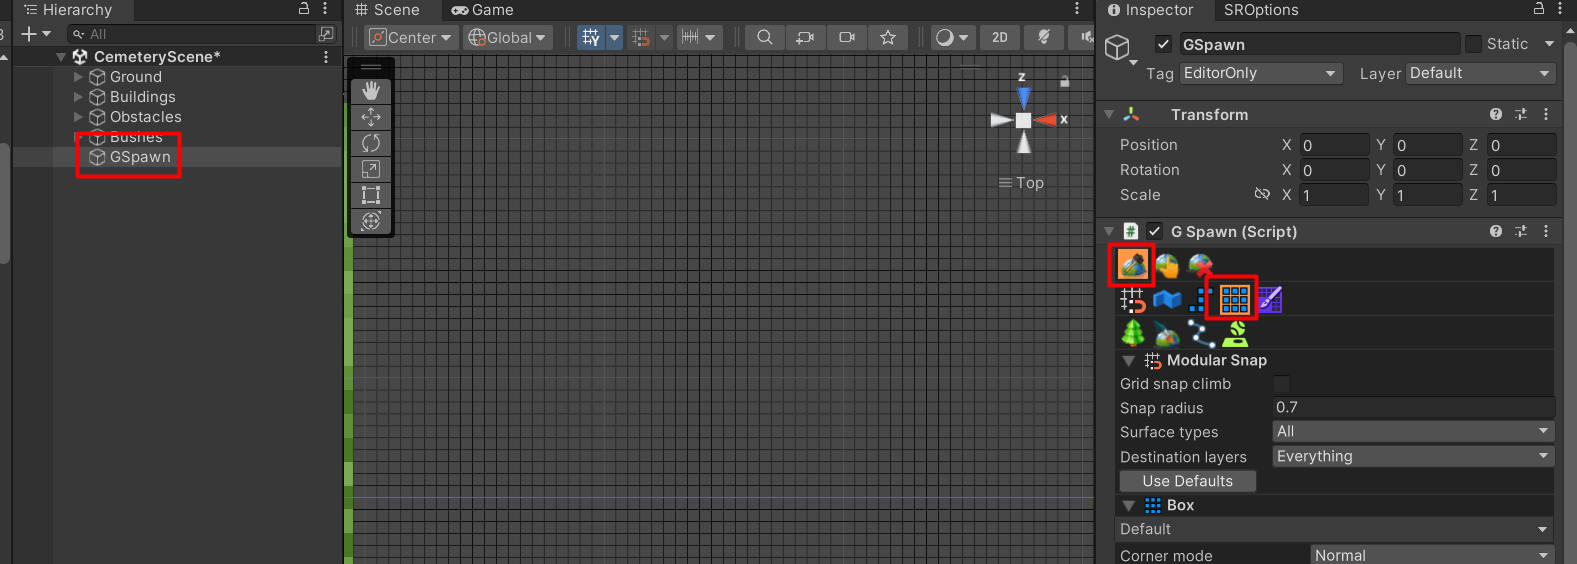 Hierarchy
All
CemeteryScene*
Ground
Buildings
Obstacles
Bushes
GSpawn
Scene
Game
Center
Global
2D
z
x
Top
Inspector
SROptions
GSpawn
Static
Tag EditorOnly Layer Default
Transform
Position X 0 Y 0 Z 0
Rotation X 0 Y 0 Z 0
Scale X 1 Y 1 Z 1
G Spawn (Script)
Modular Snap
Grid snap climb
Snap radius 0.7
Surface types All
Destination layers Everything
Use Defaults
Box
Default
Corner mode Normal